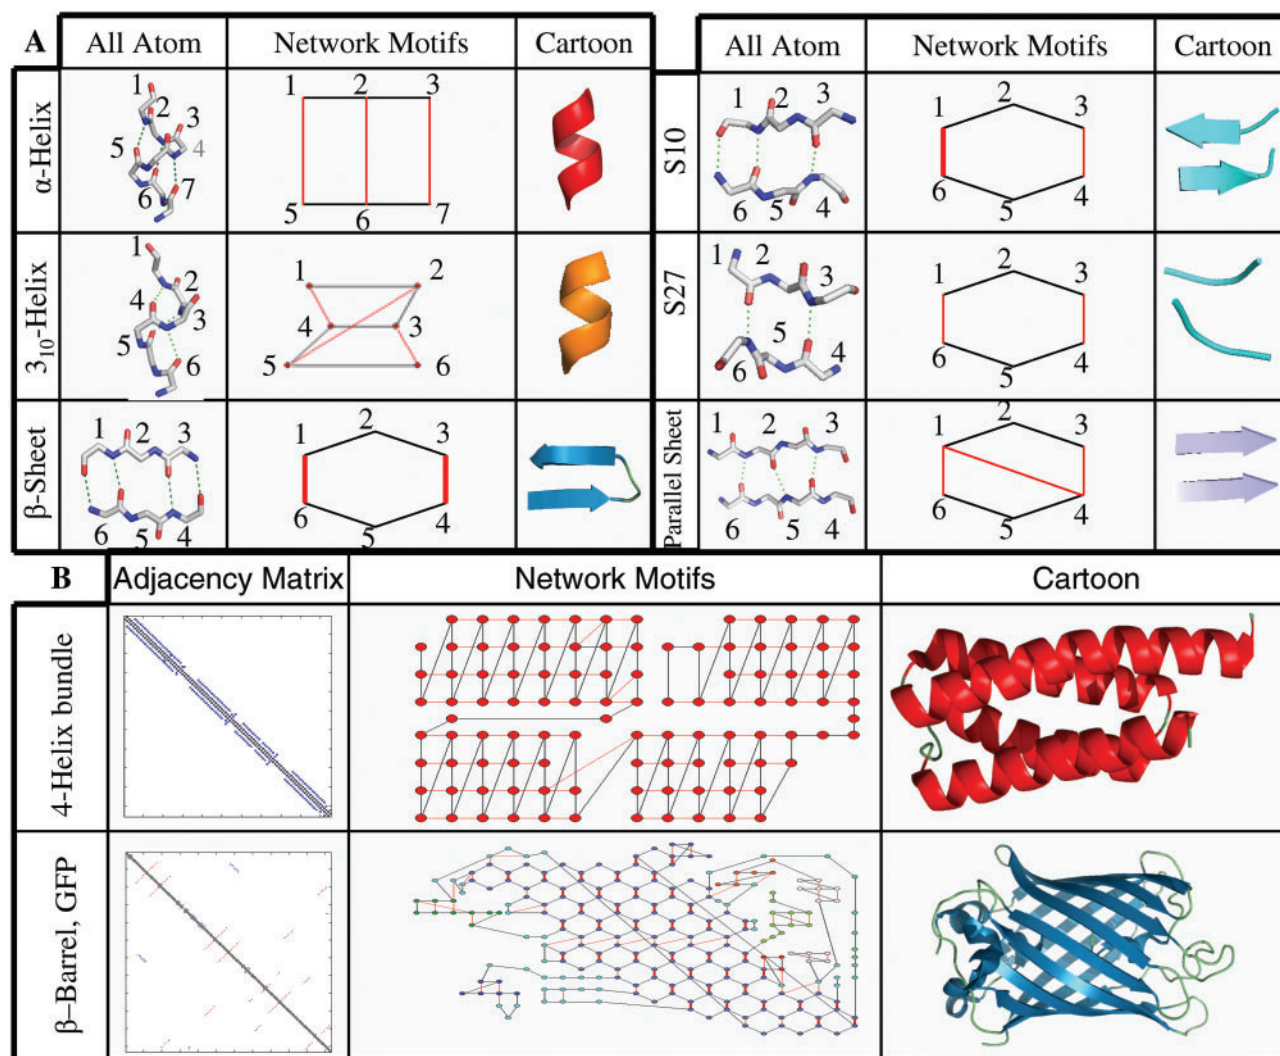 A All Atom Network Motifs Cartoon All Atom Network Motifs Cartoon
α-Helix
1 2 3 5 4 6 7
1 2 3
5 6 7
S10
1 2 3
6 5 4
1 2 3
6 5 4
3₁₀-Helix
1 2 4 3 5 6
1 2
4 3
5 6
S27
1 2 3
5
6 4
1 2 3
6 5 4
β-Sheet
1 2 3
6 5 4
1 2 3
6 5 4
Parallel Sheet
1 2 3
6 5 4
1 2 3
6 5 4
B Adjacency Matrix Network Motifs Cartoon
4-Helix bundle
β–Barrel, GFP